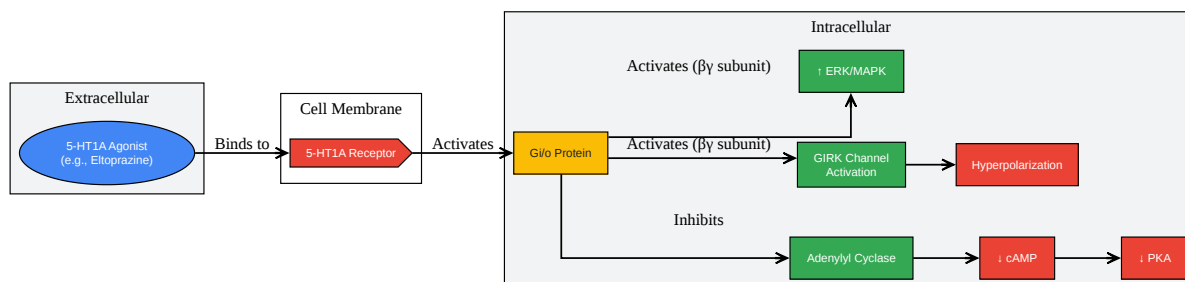 Intracellular
Activates (βγ subunit)
↑ ERK/MAPK
Extracellular
Cell Membrane
5-HT1A Agonist
(e.g., Eltoprazine)
Binds to
5-HT1A Receptor
Activates
Gi/o Protein
Activates (βγ subunit)
GIRK Channel
Activation
Hyperpolarization
Inhibits
Adenylyl Cyclase
↓ cAMP
↓ PKA